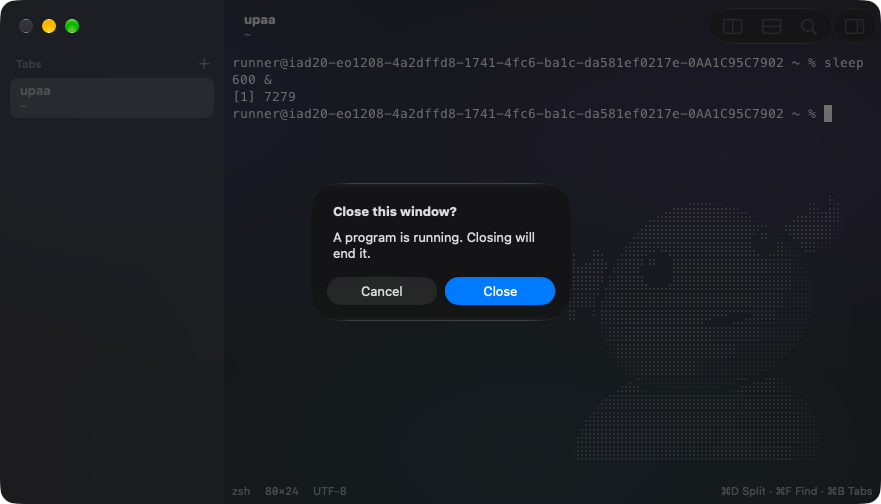 upaa
~
Tabs
+
upaa
~
runner@iad20-eo1208-4a2dffd8-1741-4fc6-ba1c-da581ef0217e-0AA1C95C7902 ~ % sleep
600 &
[1] 7279
runner@iad20-eo1208-4a2dffd8-1741-4fc6-ba1c-da581ef0217e-0AA1C95C7902 ~ %
Close this window?
A program is running. Closing will
end it.
Cancel
Close
zsh 80×24 UTF-8
⌘D Split · ⌘F Find · ⌘B Tabs